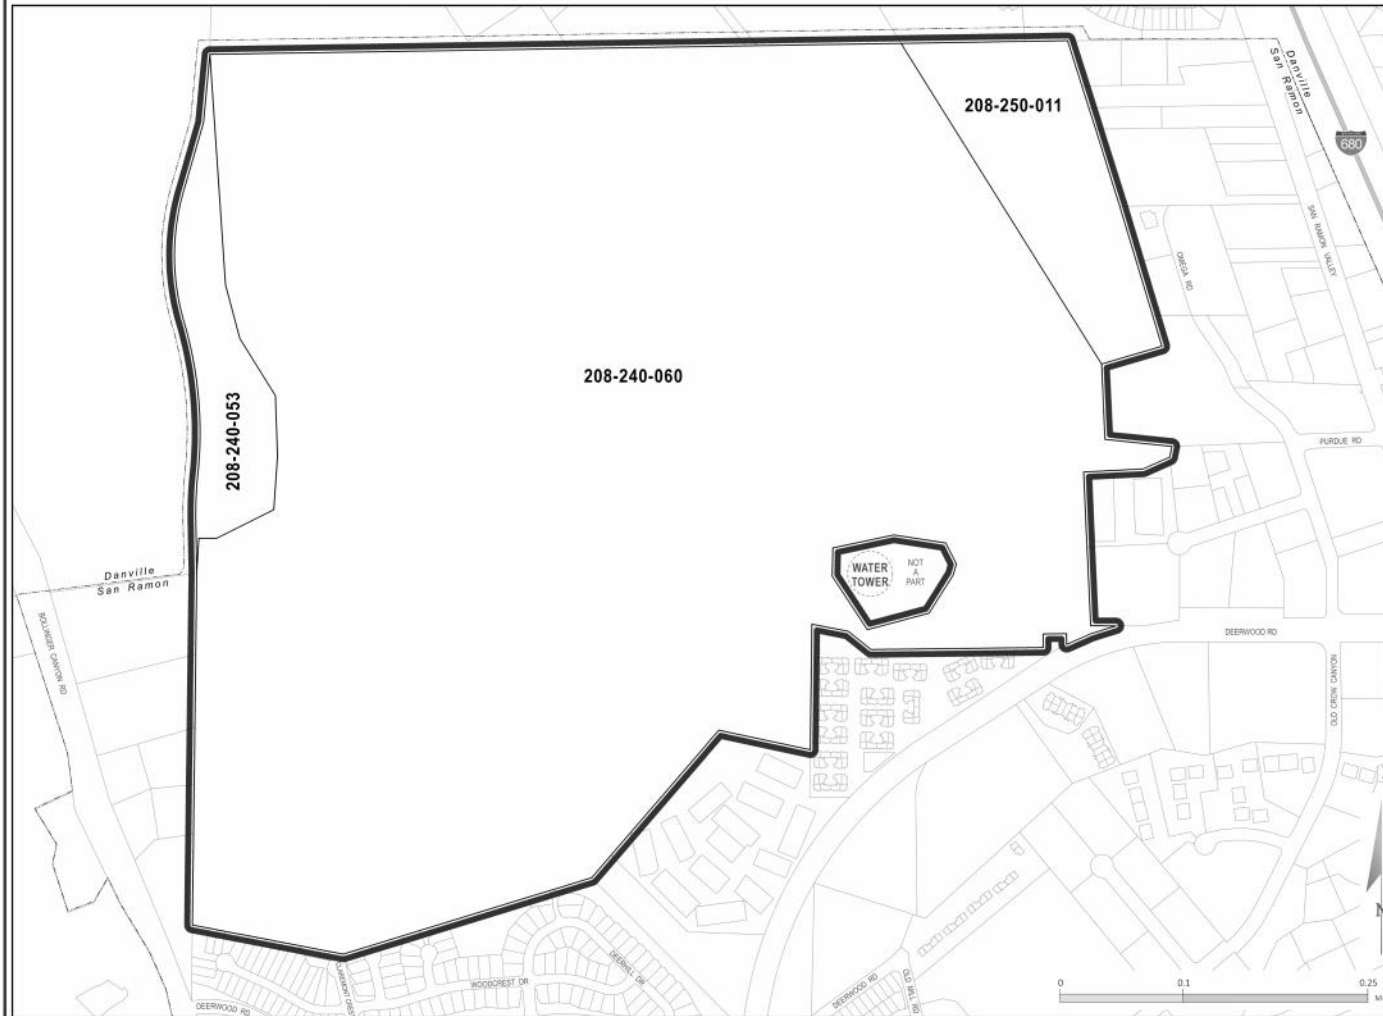 208-250-011
Danville
San Ramon
680
OMEGA RD
SAN RAMON VALLEY
208-240-060
208-240-053
PURDUE RD
WATER
TOWER
NOT
A
PART
Danville
San Ramon
BOLLINGER CANYON RD
DEERWOOD RD
OLD CROW CANYON
N
DEERHILL DR
WOODCREST DR
CLAREMONT CREST
DEERWOOD RD
DEERWOOD RD
OLD MILL RD
0 0.1 0.25